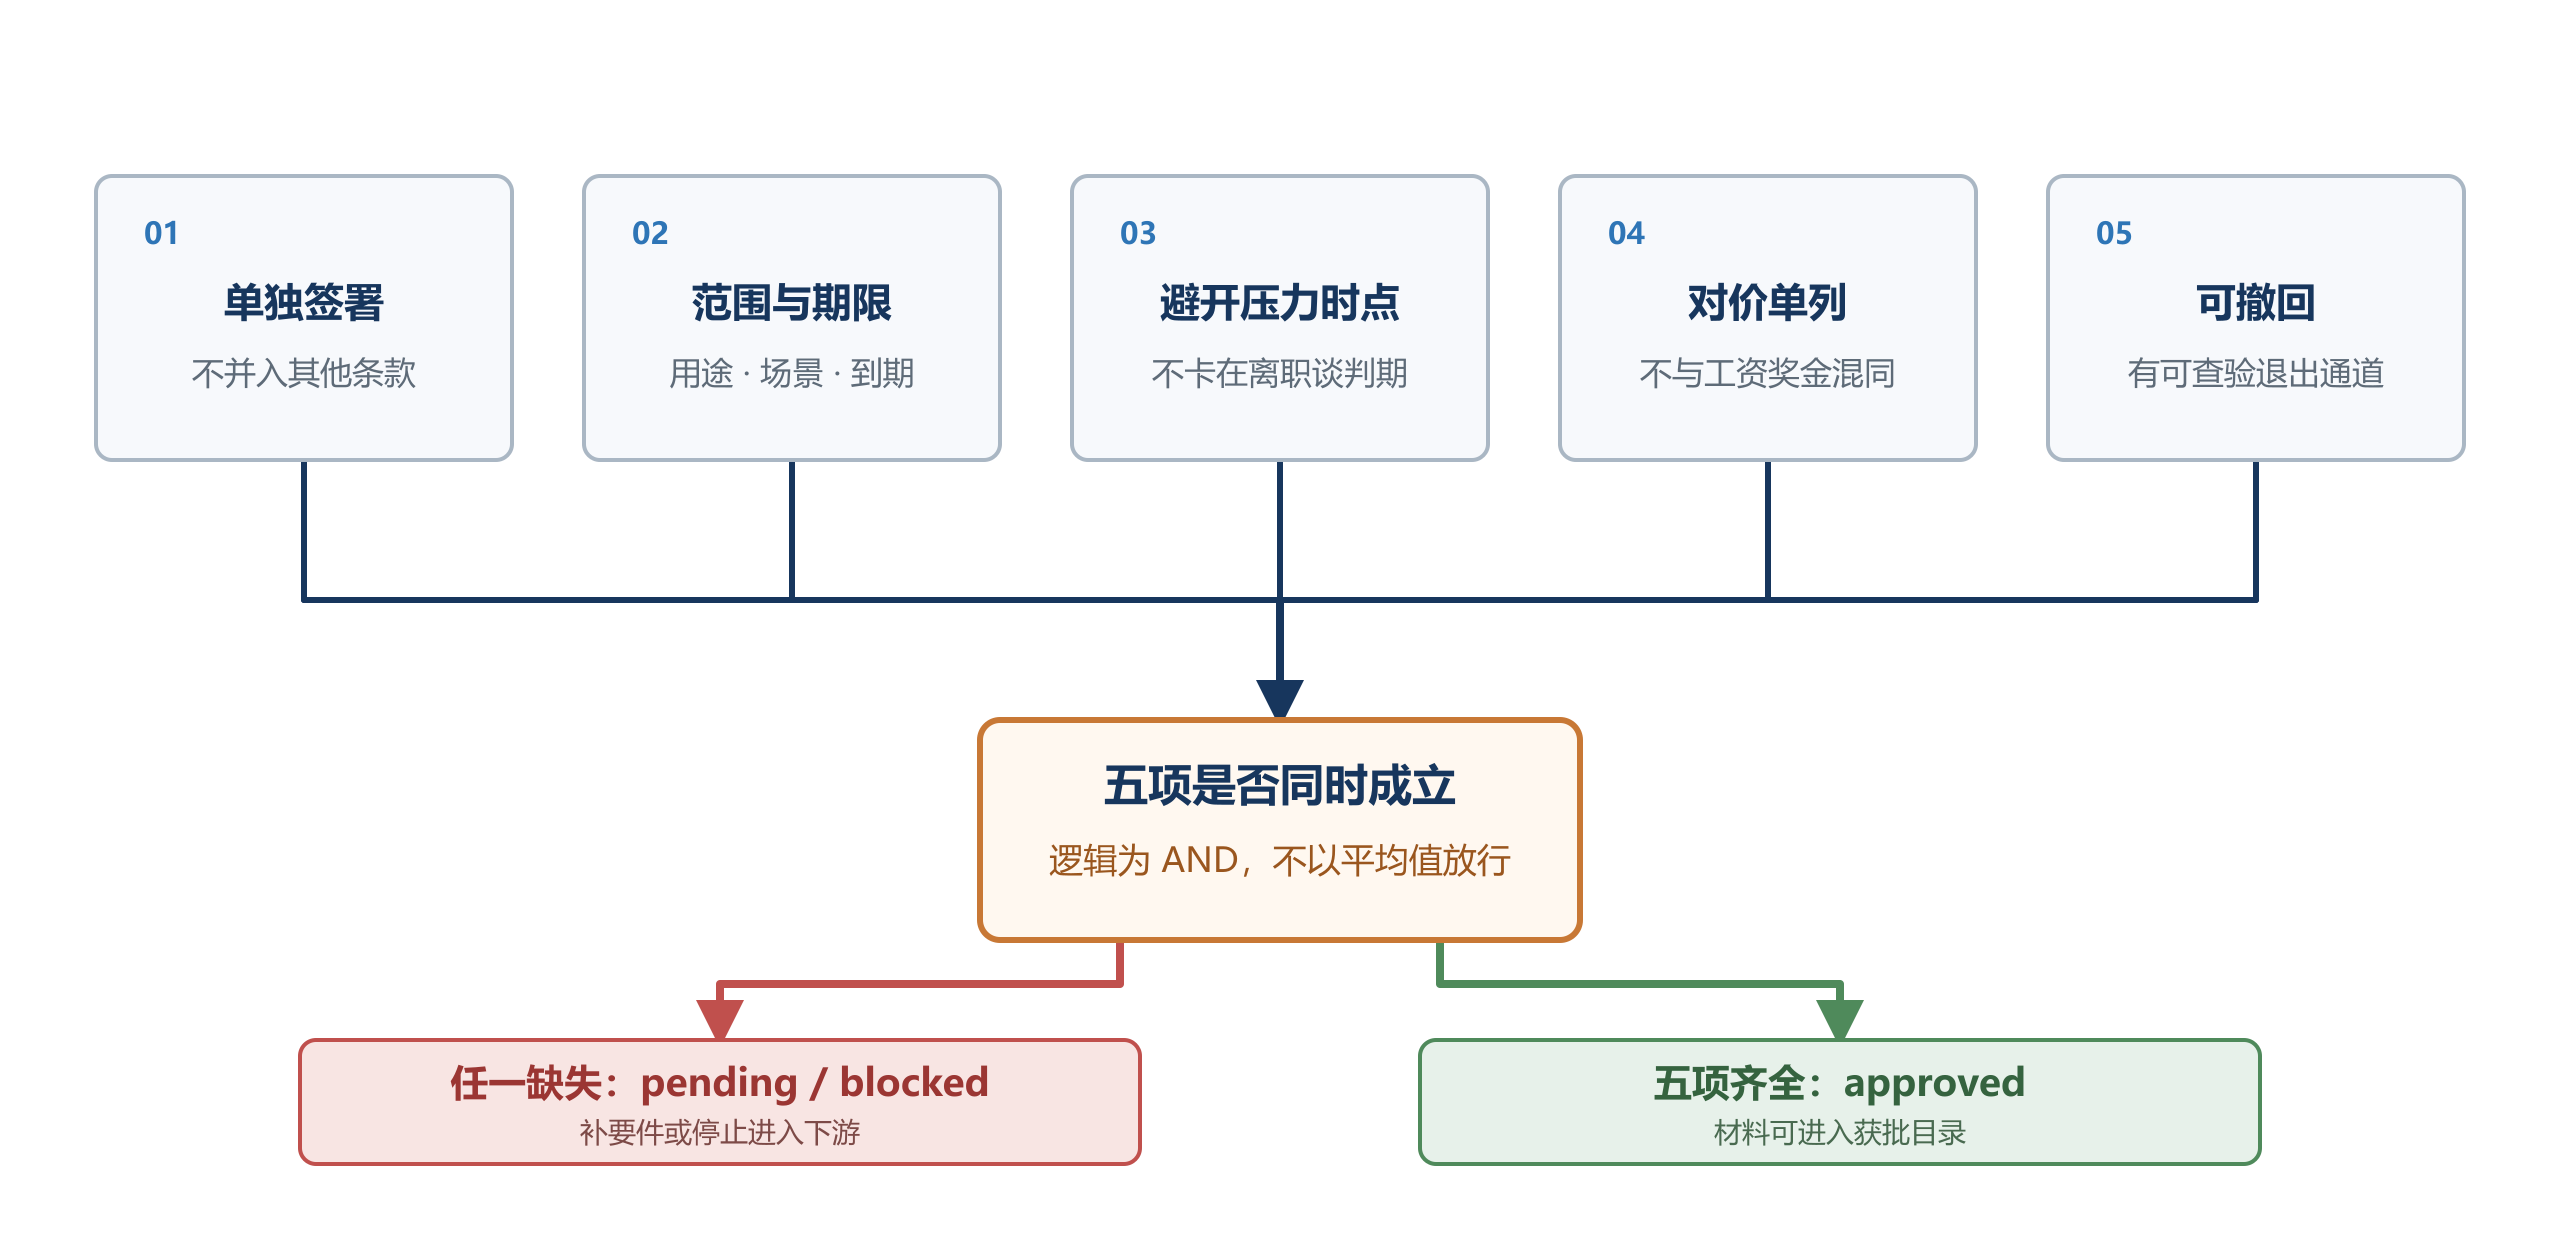 01
单独签署
不并入其他条款
02
范围与期限
用途 · 场景 · 到期
03
避开压力时点
不卡在离职谈判期
04
对价单列
不与工资奖金混同
05
可撤回
有可查验退出通道
五项是否同时成立
逻辑为 AND，不以平均值放行
任一缺失：pending / blocked
补要件或停止进入下游
五项齐全：approved
材料可进入获批目录